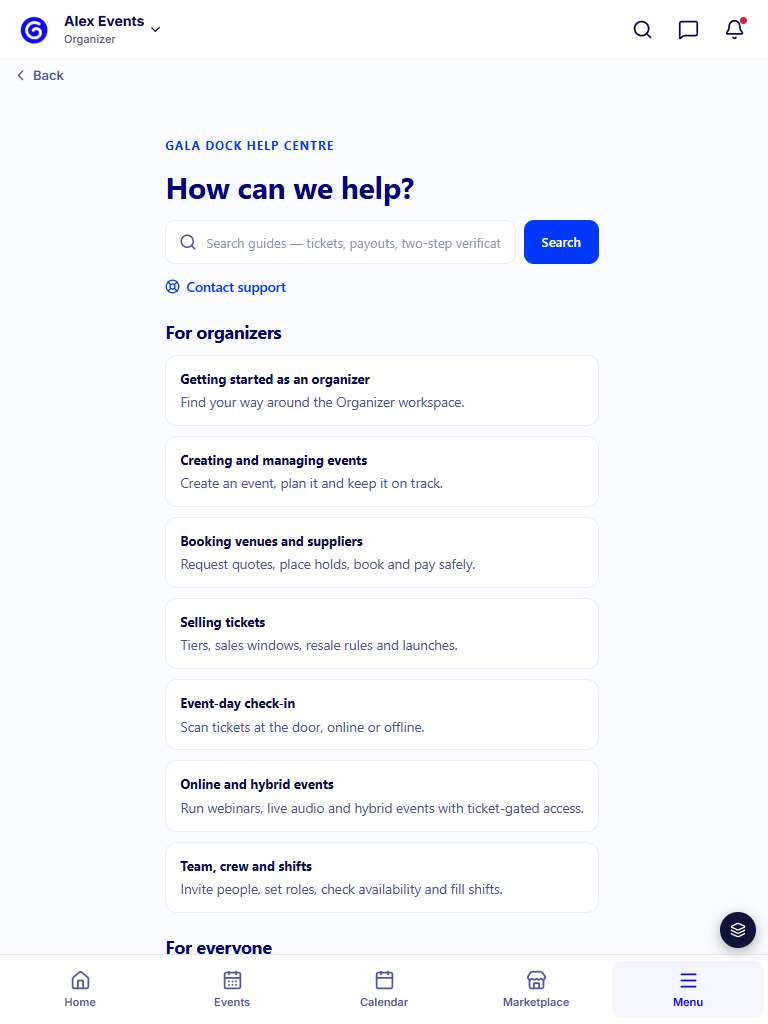 Alex Events
Organizer
Back
GALA DOCK HELP CENTRE
How can we help?
Search guides — tickets, payouts, two-step verificat
Search
Contact support
For organizers
Getting started as an organizer
Find your way around the Organizer workspace.
Creating and managing events
Create an event, plan it and keep it on track.
Booking venues and suppliers
Request quotes, place holds, book and pay safely.
Selling tickets
Tiers, sales windows, resale rules and launches.
Event-day check-in
Scan tickets at the door, online or offline.
Online and hybrid events
Run webinars, live audio and hybrid events with ticket-gated access.
Team, crew and shifts
Invite people, set roles, check availability and fill shifts.
For everyone
Home
Events
Calendar
Marketplace
Menu